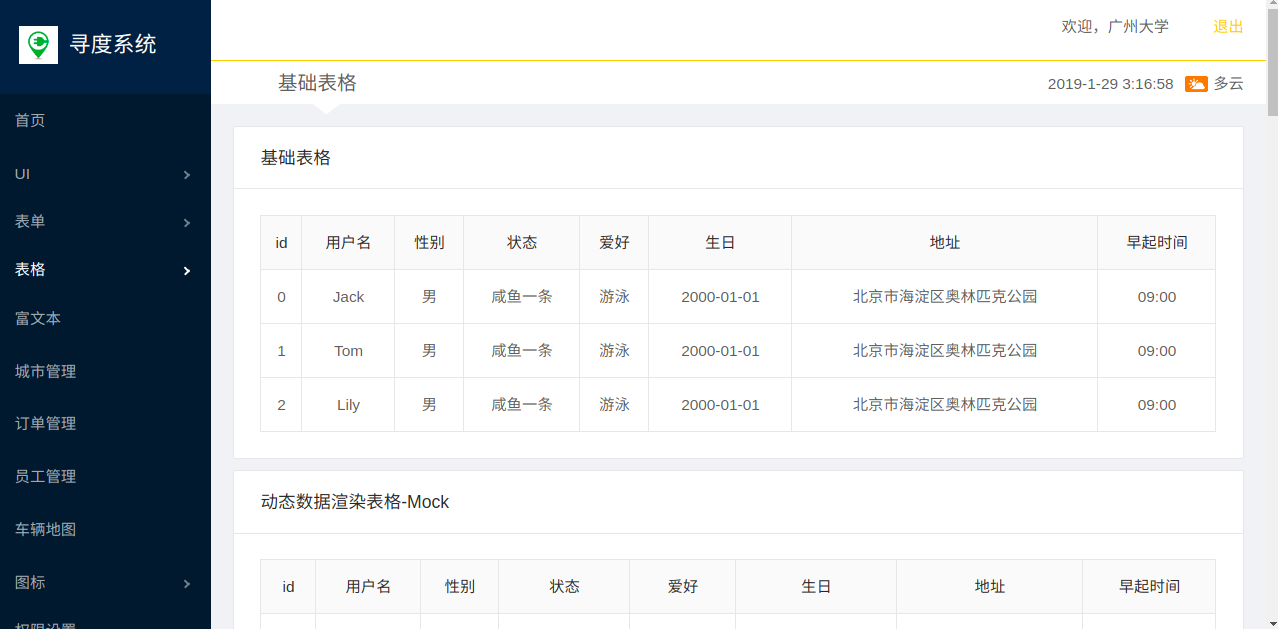 寻度系统
首页
UI
表单
表格
富文本
城市管理
订单管理
员工管理
车辆地图
图标
权限设置
欢迎，广州大学 退出
基础表格 2019-1-29 3:16:58 多云
基础表格
id 用户名 性别 状态 爱好 生日 地址 早起时间
0 Jack 男 咸鱼一条 游泳 2000-01-01 北京市海淀区奥林匹克公园 09:00
1 Tom 男 咸鱼一条 游泳 2000-01-01 北京市海淀区奥林匹克公园 09:00
2 Lily 男 咸鱼一条 游泳 2000-01-01 北京市海淀区奥林匹克公园 09:00
动态数据渲染表格-Mock
id 用户名 性别 状态 爱好 生日 地址 早起时间